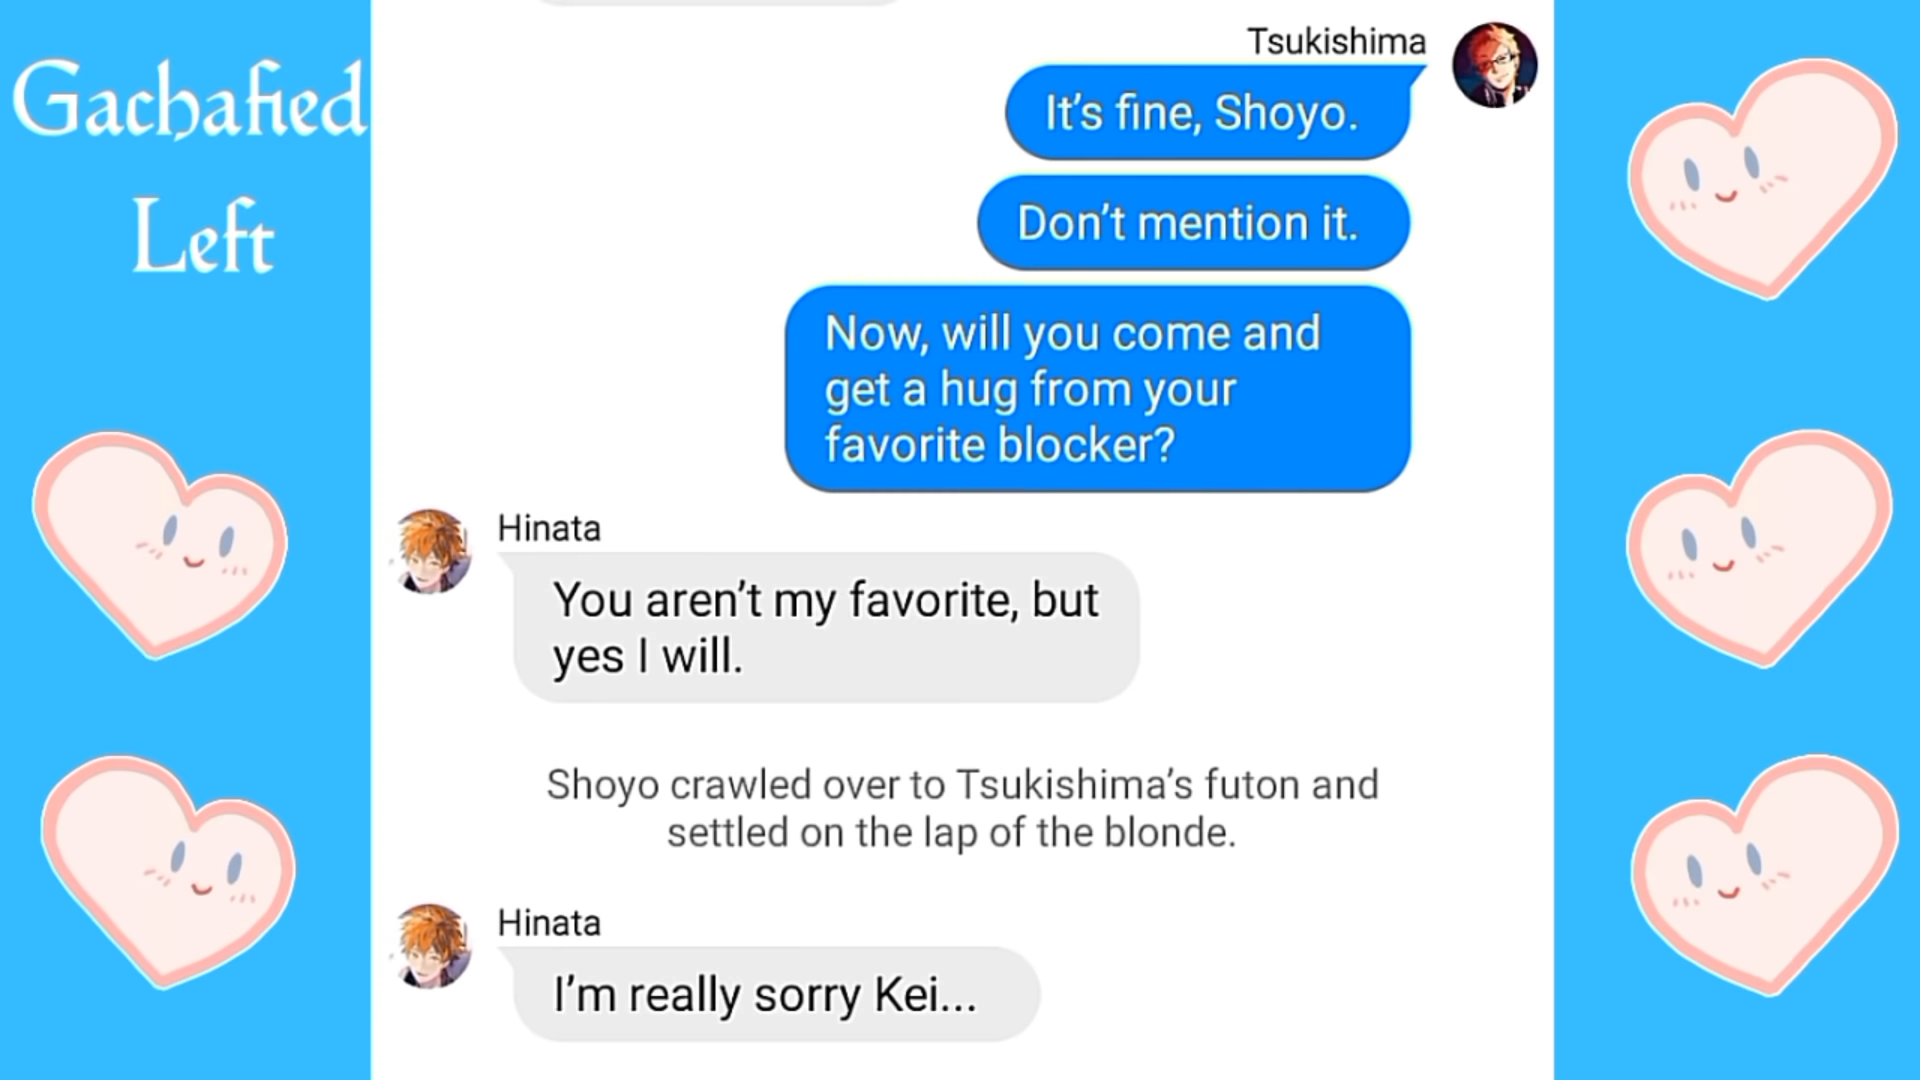 Gachafied
Left
Tsukishima
It’s fine, Shoyo.
Don’t mention it.
Now, will you come and
get a hug from your
favorite blocker?
Hinata
You aren’t my favorite, but
yes I will.
Shoyo crawled over to Tsukishima’s futon and
settled on the lap of the blonde.
Hinata
I’m really sorry Kei...